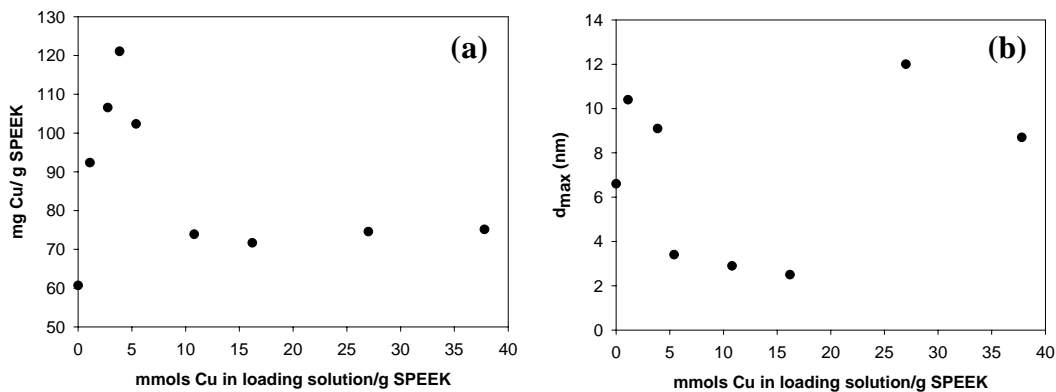 (a)
mg Cu/ g SPEEK
130
120
110
100
90
80
70
60
50
0 5 10 15 20 25 30 35 40
mmols Cu in loading solution/g SPEEK
(b)
dmax (nm)
14
12
10
8
6
4
2
0
0 5 10 15 20 25 30 35 40
mmols Cu in loading solution/g SPEEK